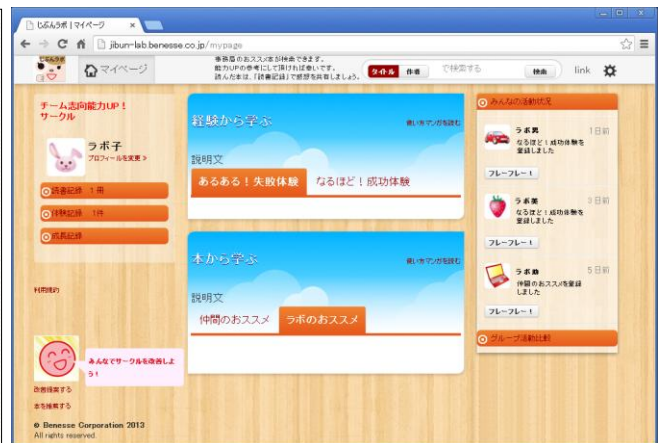 じぶんラボ | マイページ
jibun-lab.benesse.co.jp/mypage
じぶんラボ
マイページ
事務局のおススメ本が検索できます。
能力UPの参考にして頂ければ幸いです。
読んだ本は、「読書記録」で感想を共有しましょう。
タイトル 作者 で検索する 検索
link
チーム志向能力UP!
サークル
ラボ子
プロフィールを変更 >
読書記録 1冊
体験記録 1件
成長記録
利用規約
みんなでサークルを改善しよ
う!
改善提案する
本を推薦する
© Benesse Corporation 2013
All rights reserved.
経験から学ぶ
使い方マンガを読む
説明文
あるある!失敗体験 なるほど!成功体験
本から学ぶ
使い方マンガを読む
説明文
仲間のおススメ ラボのおススメ
みんなの活動状況
ラボ男 1日前
なるほど!成功体験を
登録しました
フレーフレー!
ラボ美 3日前
なるほど!成功体験を
登録しました
フレーフレー!
ラボ助 5日前
仲間のおススメを登録
しました
フレーフレー!
グループ活動比較